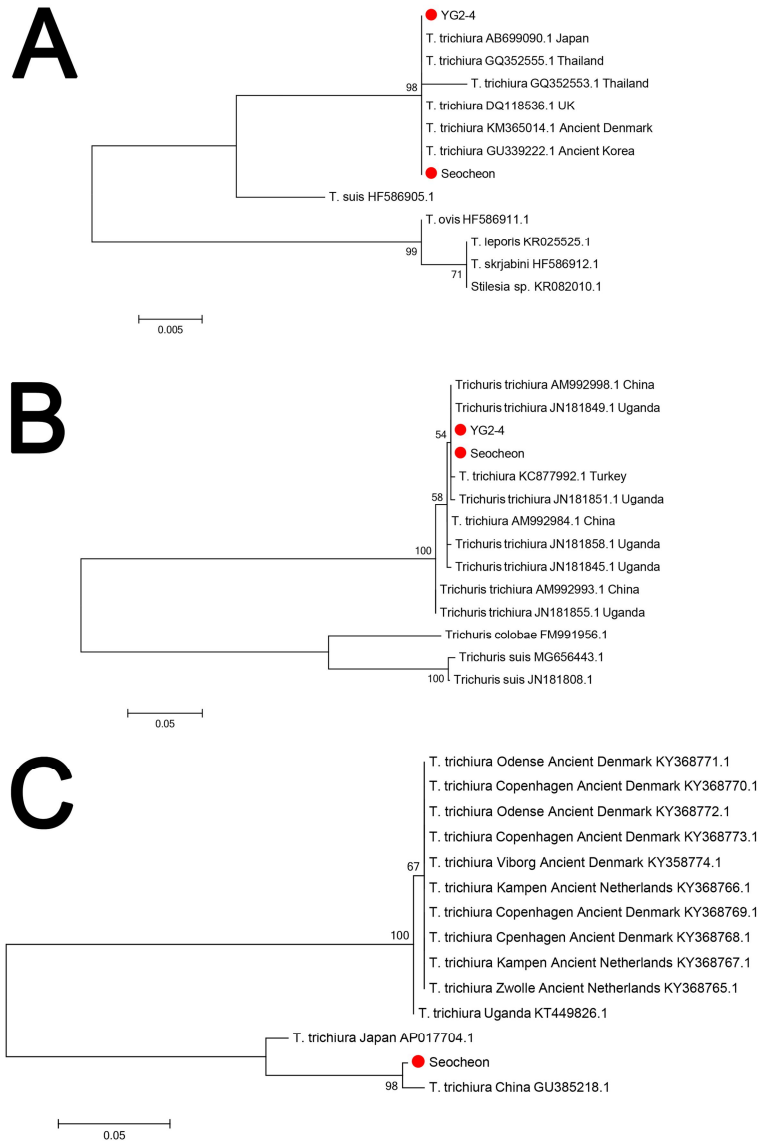 A
YG2-4
T. trichiura AB699090.1 Japan
T. trichiura GQ352555.1 Thailand
T. trichiura GQ352553.1 Thailand
98
T. trichiura DQ118536.1 UK
T. trichiura KM365014.1 Ancient Denmark
T. trichiura GU339222.1 Ancient Korea
Seocheon
T. suis HF586905.1
T. ovis HF586911.1
99
T. leporis KR025525.1
T. skrjabini HF586912.1
71
Stilesia sp. KR082010.1
0.005
B
Trichuris trichiura AM992998.1 China
Trichuris trichiura JN181849.1 Uganda
54
YG2-4
Seocheon
T. trichiura KC877992.1 Turkey
58
Trichuris trichiura JN181851.1 Uganda
T. trichiura AM992984.1 China
Trichuris trichiura JN181858.1 Uganda
100
Trichuris trichiura JN181845.1 Uganda
Trichuris trichiura AM992993.1 China
Trichuris trichiura JN181855.1 Uganda
Trichuris colobae FM991956.1
Trichuris suis MG656443.1
100
Trichuris suis JN181808.1
0.05
C
T. trichiura Odense Ancient Denmark KY368771.1
T. trichiura Copenhagen Ancient Denmark KY368770.1
T. trichiura Odense Ancient Denmark KY368772.1
T. trichiura Copenhagen Ancient Denmark KY368773.1
67
T. trichiura Viborg Ancient Denmark KY358774.1
T. trichiura Kampen Ancient Netherlands KY368766.1
T. trichiura Copenhagen Ancient Denmark KY368769.1
100
T. trichiura Cpenhagen Ancient Denmark KY368768.1
T. trichiura Kampen Ancient Netherlands KY368767.1
T. trichiura Zwolle Ancient Netherlands KY368765.1
T. trichiura Uganda KT449826.1
T. trichiura Japan AP017704.1
Seocheon
98
T. trichiura China GU385218.1
0.05